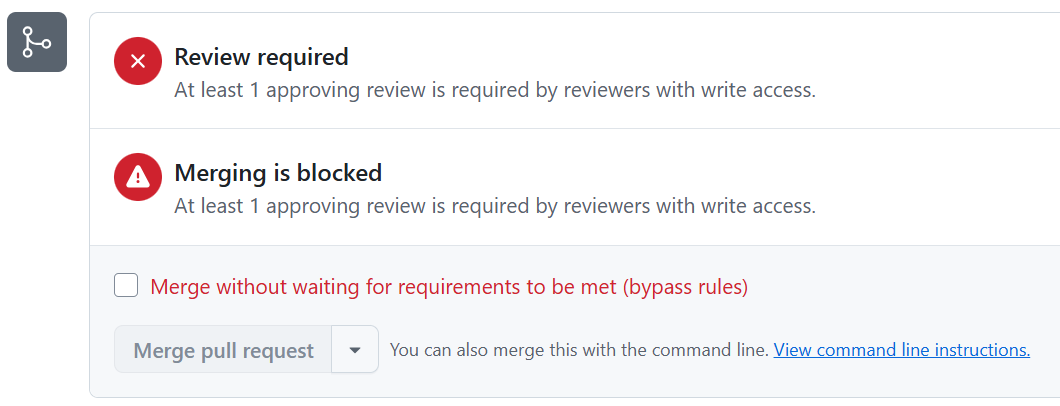 Review required
At least 1 approving review is required by reviewers with write access.
Merging is blocked
At least 1 approving review is required by reviewers with write access.
Merge without waiting for requirements to be met (bypass rules)
Merge pull request
You can also merge this with the command line. View command line instructions.